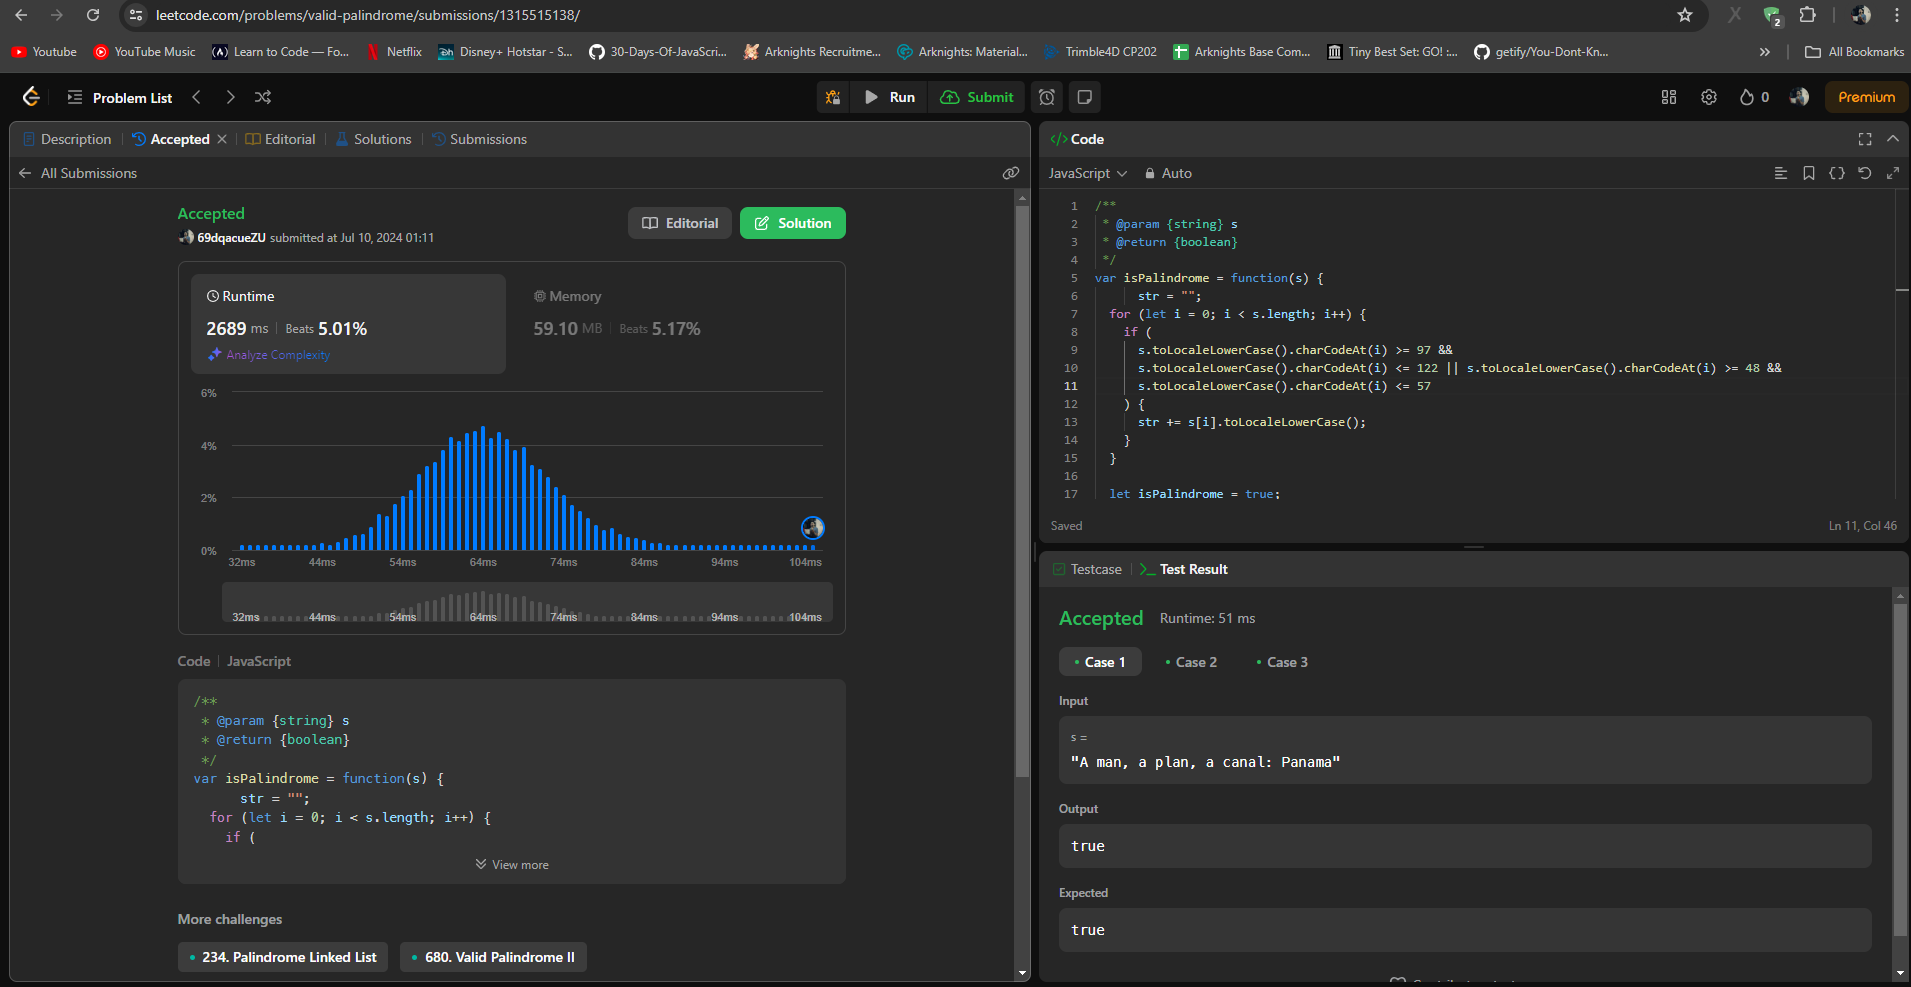 leetcode.com/problems/valid-palindrome/submissions/1315515138/
2
Youtube YouTube Music Learn to Code — Fo... Netflix Disney+ Hotstar - S... 30-Days-Of-JavaScri... Arknights Recruitme... Arknights: Material... Trimble4D CP202 Arknights Base Com... Tiny Best Set: GO! :... getify/You-Dont-Kn... All Bookmarks
Problem List Run Submit 0 Premium
Description Accepted Editorial Solutions Submissions
All Submissions
Accepted
69dqacueZU submitted at Jul 10, 2024 01:11
Editorial Solution
Runtime
2689 ms Beats 5.01%
Analyze Complexity
Memory
59.10 MB Beats 5.17%
6%
4%
2%
0%
32ms 44ms 54ms 64ms 74ms 84ms 94ms 104ms
32ms 44ms 54ms 64ms 74ms 84ms 94ms 104ms
Code JavaScript
/**
* @param {string} s
* @return {boolean}
*/
var isPalindrome = function(s) {
str = "";
for (let i = 0; i < s.length; i++) {
if (
View more
More challenges
234. Palindrome Linked List 680. Valid Palindrome II
</> Code
JavaScript Auto
1 /**
2 * @param {string} s
3 * @return {boolean}
4 */
5 var isPalindrome = function(s) {
6 str = "";
7 for (let i = 0; i < s.length; i++) {
8 if (
9 s.toLocaleLowerCase().charCodeAt(i) >= 97 &&
10 s.toLocaleLowerCase().charCodeAt(i) <= 122 || s.toLocaleLowerCase().charCodeAt(i) >= 48 &&
11 s.toLocaleLowerCase().charCodeAt(i) <= 57
12 ) {
13 str += s[i].toLocaleLowerCase();
14 }
15 }
16
17 let isPalindrome = true;
Saved Ln 11, Col 46
Testcase Test Result
Accepted Runtime: 51 ms
Case 1 Case 2 Case 3
Input
s =
"A man, a plan, a canal: Panama"
Output
true
Expected
true